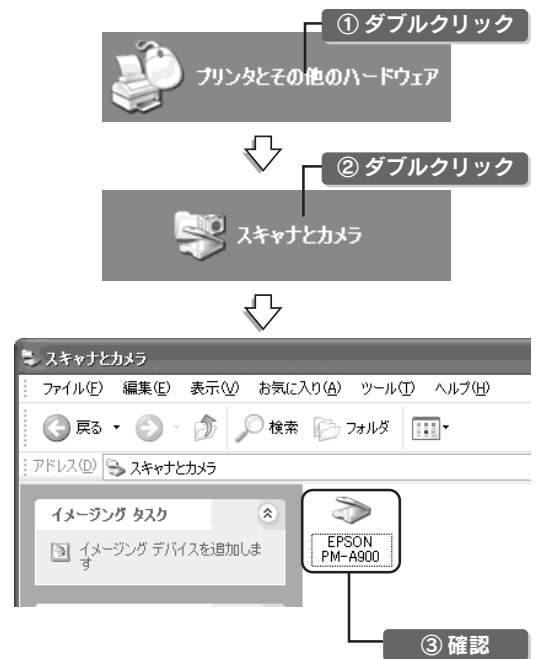 ① ダブルクリック
プリンタとその他のハードウェア
② ダブルクリック
スキャナとカメラ
スキャナとカメラ
ファイル(F) 編集(E) 表示(V) お気に入り(A) ツール(T) ヘルプ(H)
戻る 検索 フォルダ
アドレス(D) スキャナとカメラ
イメージング タスク
イメージング デバイスを追加しま
す
EPSON
PM-A900
③ 確認